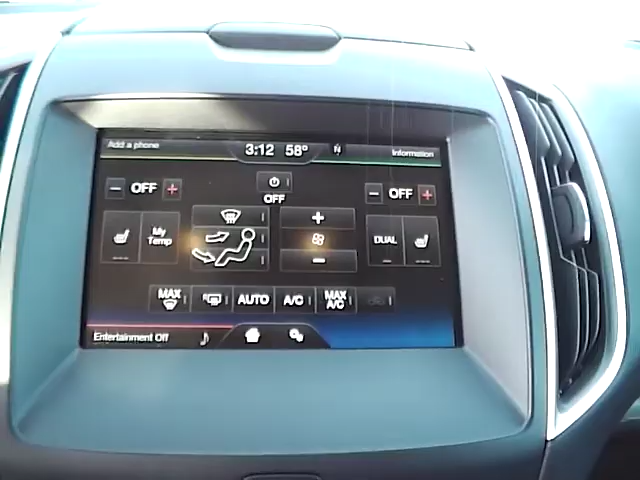 Add a phone 3:12 58° N Information
− OFF + OFF − OFF +
My Temp + DUAL
−
MAX AUTO A/C MAX A/C
Entertainment Off